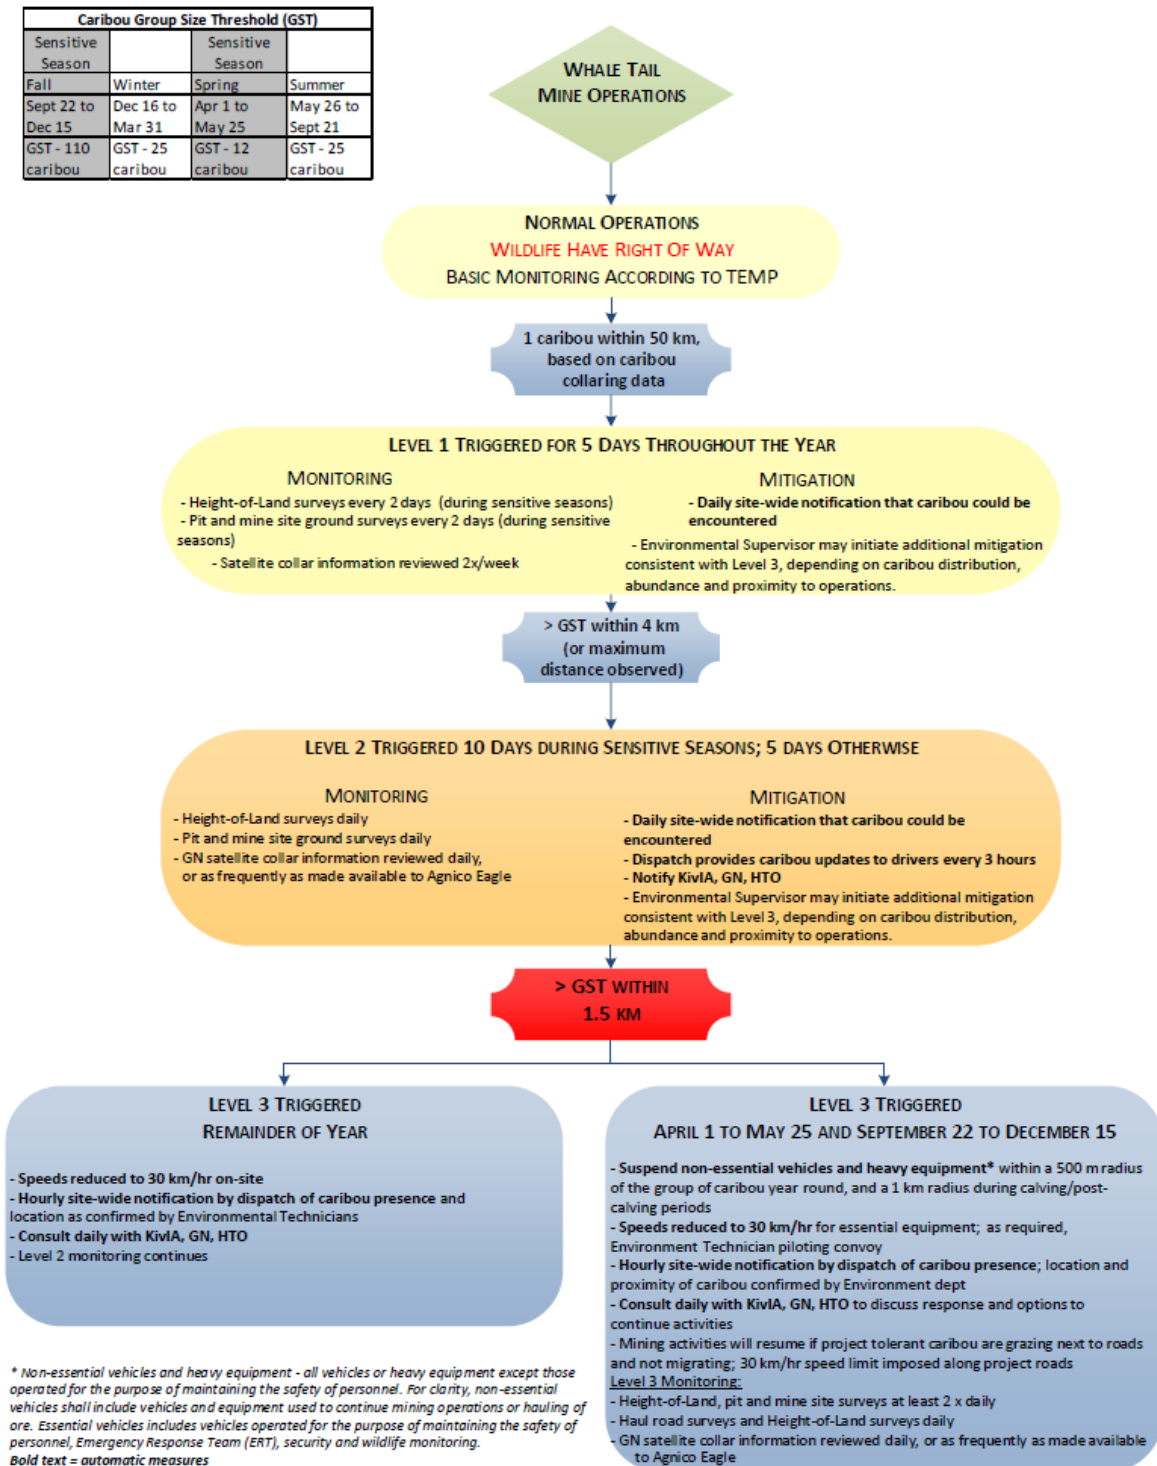 Caribou Group Size Threshold (GST)
Sensitive Season Sensitive Season
Fall Winter Spring Summer
Sept 22 to Dec 15 Dec 16 to Mar 31 Apr 1 to May 25 May 26 to Sept 21
GST - 110 caribou GST - 25 caribou GST - 12 caribou GST - 25 caribou
WHALE TAIL
MINE OPERATIONS
NORMAL OPERATIONS
WILDLIFE HAVE RIGHT OF WAY
BASIC MONITORING ACCORDING TO TEMP
1 caribou within 50 km,
based on caribou
collaring data
LEVEL 1 TRIGGERED FOR 5 DAYS THROUGHOUT THE YEAR
MONITORING
- Height-of-Land surveys every 2 days (during sensitive seasons)
- Pit and mine site ground surveys every 2 days (during sensitive
seasons)
- Satellite collar information reviewed 2x/week
MITIGATION
- Daily site-wide notification that caribou could be
encountered
- Environmental Supervisor may initiate additional mitigation
consistent with Level 3, depending on caribou distribution,
abundance and proximity to operations.
> GST within 4 km
(or maximum
distance observed)
LEVEL 2 TRIGGERED 10 DAYS DURING SENSITIVE SEASONS; 5 DAYS OTHERWISE
MONITORING
- Height-of-Land surveys daily
- Pit and mine site ground surveys daily
- GN satellite collar information reviewed daily,
or as frequently as made available to Agnico Eagle
MITIGATION
- Daily site-wide notification that caribou could be
encountered
- Dispatch provides caribou updates to drivers every 3 hours
- Notify KivIA, GN, HTO
- Environmental Supervisor may initiate additional mitigation
consistent with Level 3, depending on caribou distribution,
abundance and proximity to operations.
> GST WITHIN
1.5 KM
LEVEL 3 TRIGGERED
REMAINDER OF YEAR
- Speeds reduced to 30 km/hr on-site
- Hourly site-wide notification by dispatch of caribou presence and
location as confirmed by Environmental Technicians
- Consult daily with KivIA, GN, HTO
- Level 2 monitoring continues
LEVEL 3 TRIGGERED
APRIL 1 TO MAY 25 AND SEPTEMBER 22 TO DECEMBER 15
- Suspend non-essential vehicles and heavy equipment* within a 500 m radius
of the group of caribou year round, and a 1 km radius during calving/post-
calving periods
- Speeds reduced to 30 km/hr for essential equipment; as required,
Environment Technician piloting convoy
- Hourly site-wide notification by dispatch of caribou presence; location and
proximity of caribou confirmed by Environment dept
- Consult daily with KivIA, GN, HTO to discuss response and options to
continue activities
- Mining activities will resume if project tolerant caribou are grazing next to roads
and not migrating; 30 km/hr speed limit imposed along project roads
Level 3 Monitoring:
- Height-of-Land, pit and mine site surveys at least 2 x daily
- Haul road surveys and Height-of-Land surveys daily
- GN satellite collar information reviewed daily, or as frequently as made available
to Agnico Eagle
* Non-essential vehicles and heavy equipment - all vehicles or heavy equipment except those
operated for the purpose of maintaining the safety of personnel. For clarity, non-essential
vehicles shall include vehicles and equipment used to continue mining operations or hauling of
ore. Essential vehicles includes vehicles operated for the purpose of maintaining the safety of
personnel, Emergency Response Team (ERT), security and wildlife monitoring.
Bold text = automatic measures